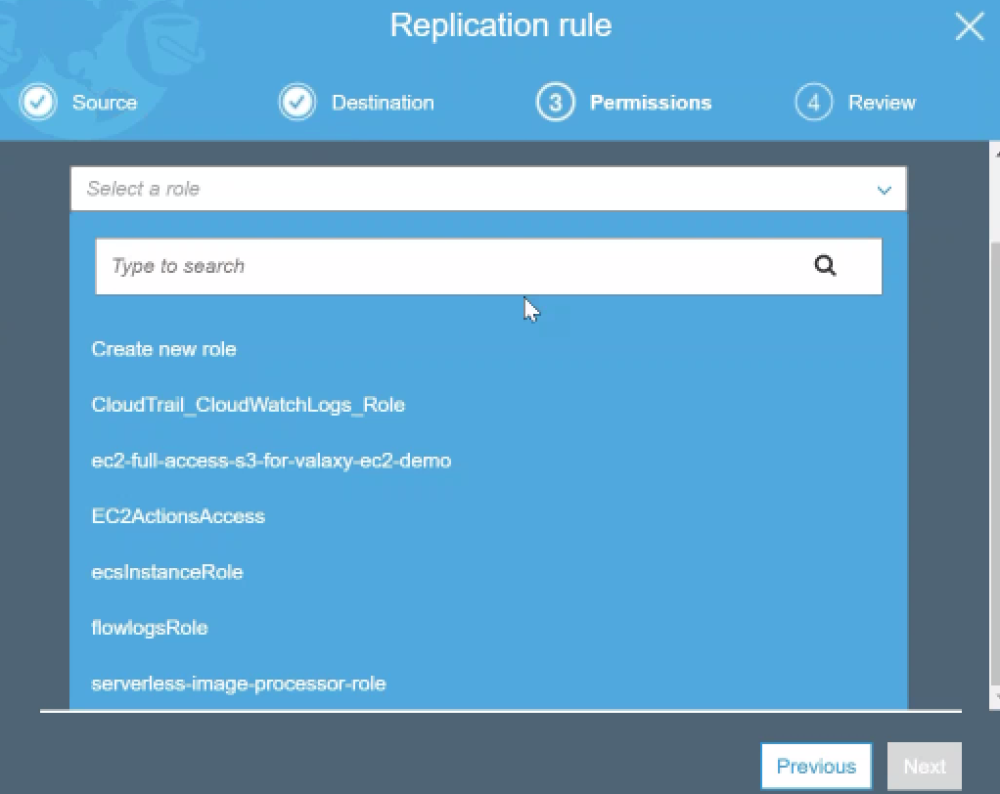 Replication rule
Source
Destination
3 Permissions
4 Review
Select a role
Type to search
Create new role
CloudTrail_CloudWatchLogs_Role
ec2-full-access-s3-for-valaxy-ec2-demo
EC2ActionsAccess
ecsInstanceRole
flowlogsRole
serverless-image-processor-role
Previous
Next